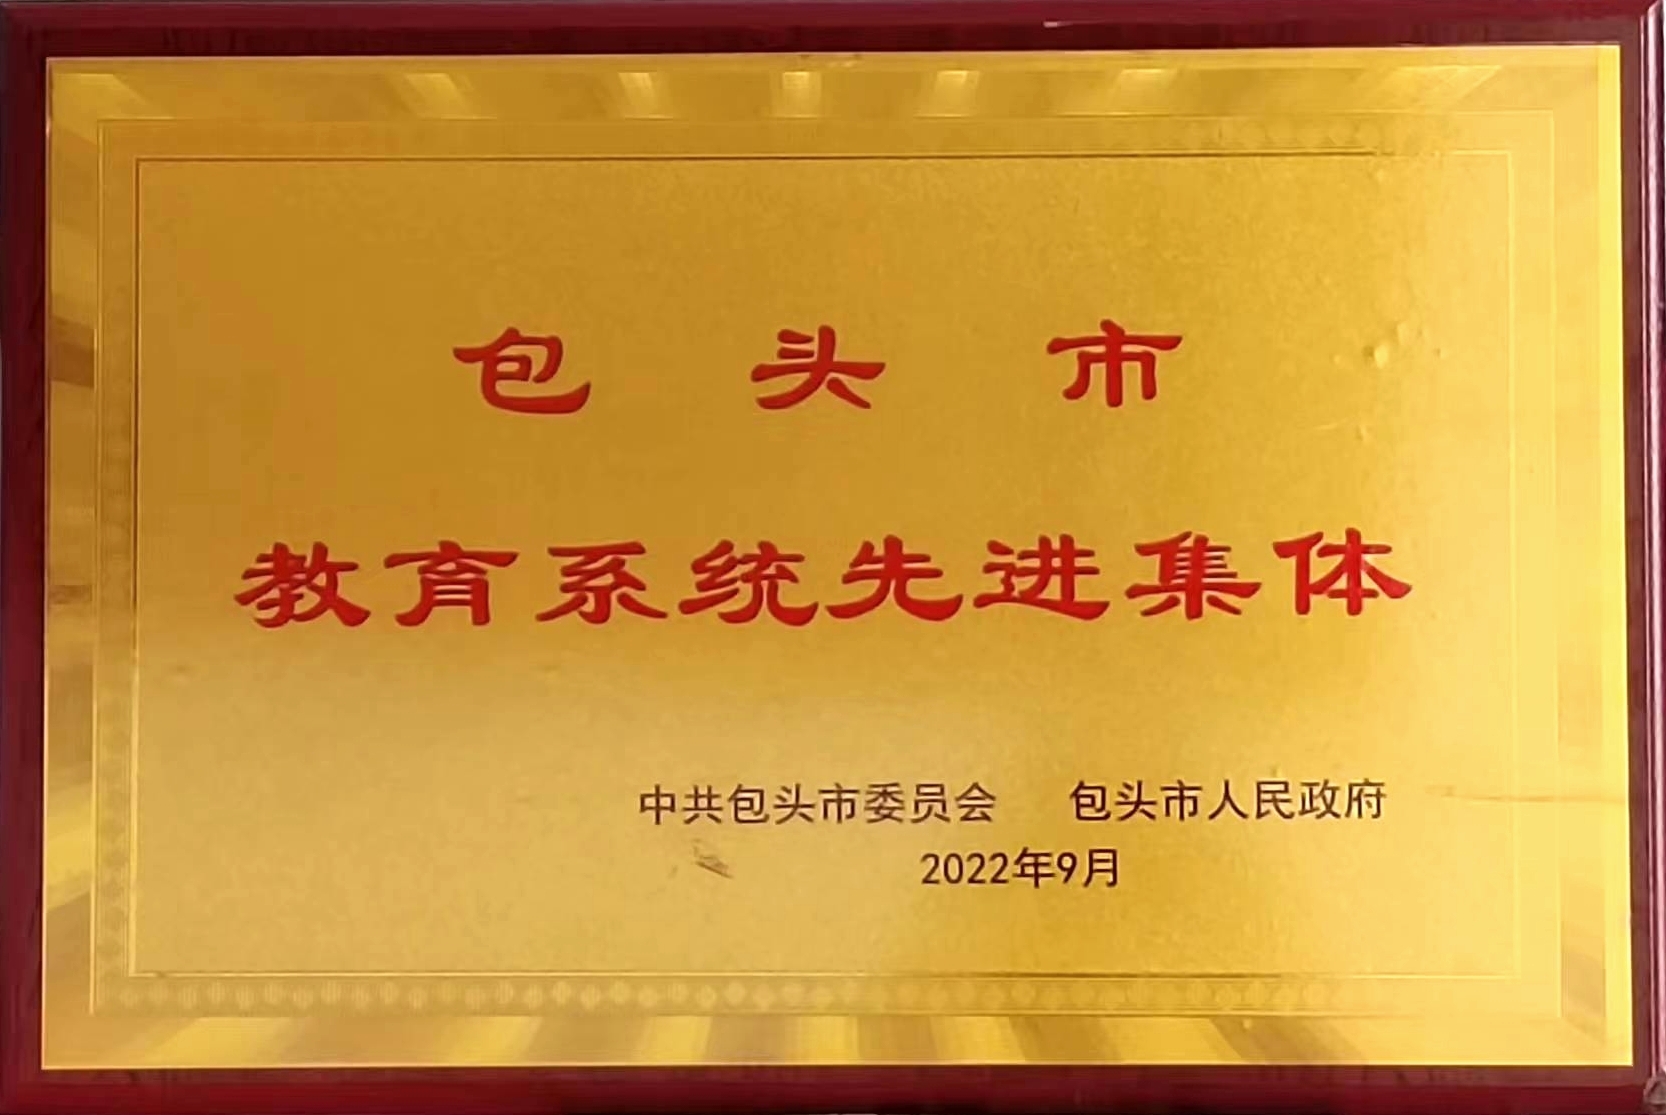 包头市
教育系统先进集体
中共包头市委员会 包头市人民政府
2022年9月